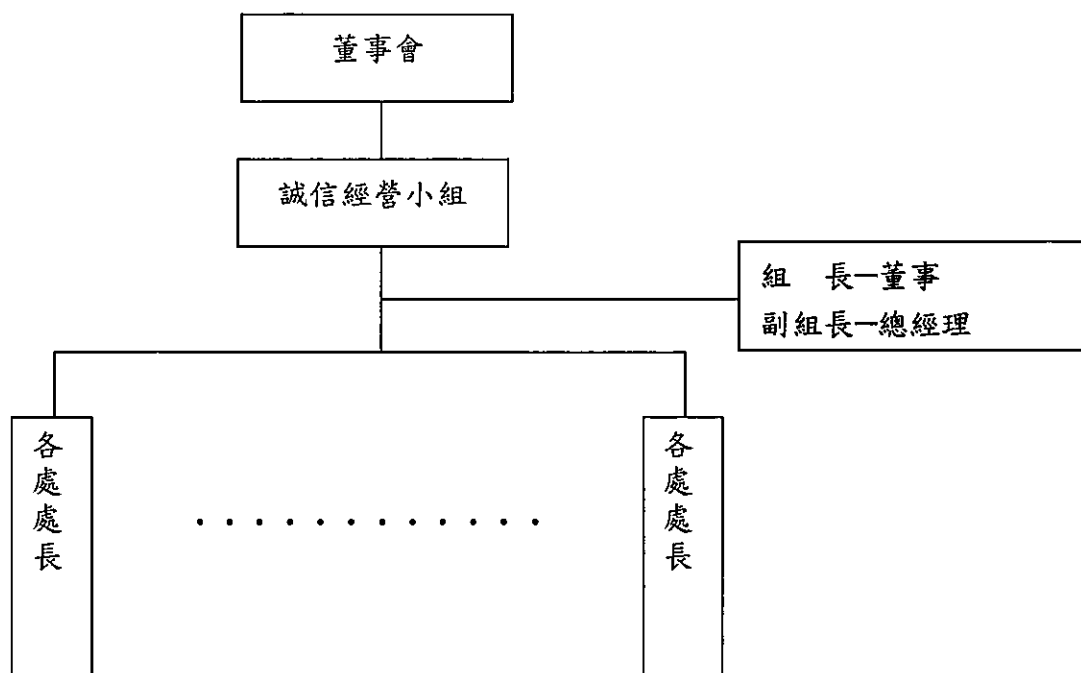 董事會
誠信經營小組
組　長─董事
副組長─總經理
各處處長
各處處長